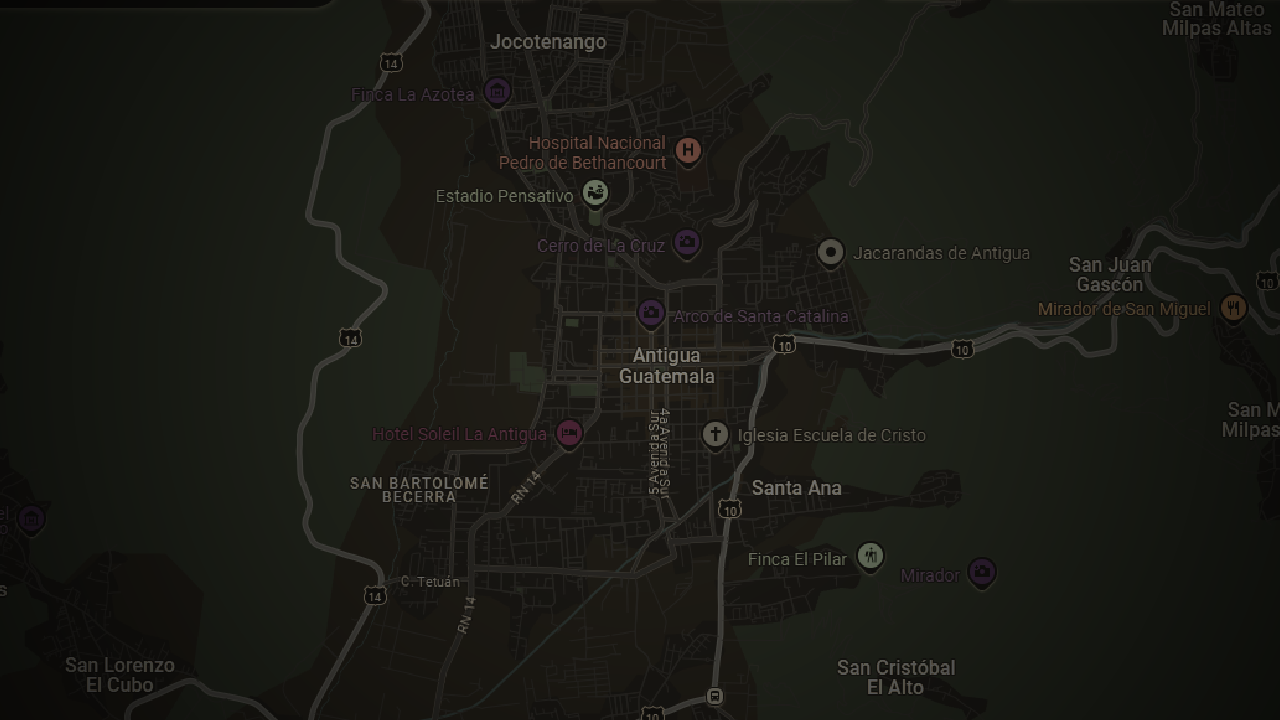 San Mateo
Milpas Altas
Jocotenango
14
Finca La Azotea
Hospital Nacional
Pedro de Bethancourt
H
Estadio Pensativo
Cerro de La Cruz
Jacarandas de Antigua
San Juan
Gascón
10
Mirador de San Miguel
Arco de Santa Catalina
14
10
10
Antigua
Guatemala
San M
Milpas
Hotel Soleil La Antigua
5 Avenida Sur
4a Avenida Sur
Iglesia Escuela de Cristo
SAN BARTOLOMÉ
BECERRA
RN 14
Santa Ana
10
Finca El Pilar
Mirador
C. Tetuán
14
RN 14
San Lorenzo
El Cubo
San Cristóbal
El Alto
10